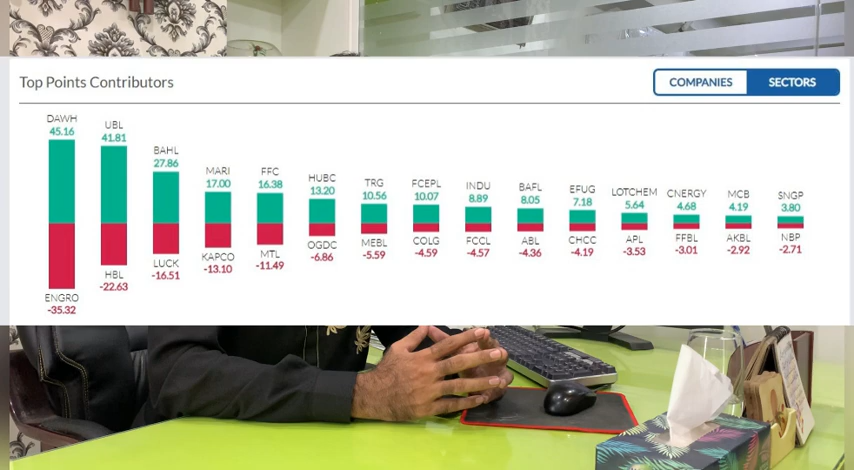 Top Points Contributors
COMPANIES SECTORS
DAWH
45.16
UBL
41.81
BAHL
27.86
MARI
17.00
FFC
16.38
HUBC
13.20
TRG
10.56
FCEPL
10.07
INDU
8.89
BAFL
8.05
EFUG
7.18
LOTCHEM
5.64
CNERGY
4.68
MCB
4.19
SNGP
3.80
ENGRO
-35.32
HBL
-22.63
LUCK
-16.51
KAPCO
-13.10
MTL
-11.49
OGDC
-6.86
MEBL
-5.59
COLG
-4.59
FCCL
-4.57
ABL
-4.36
CHCC
-4.19
APL
-3.53
FFBL
-3.01
AKBL
-2.92
NBP
-2.71